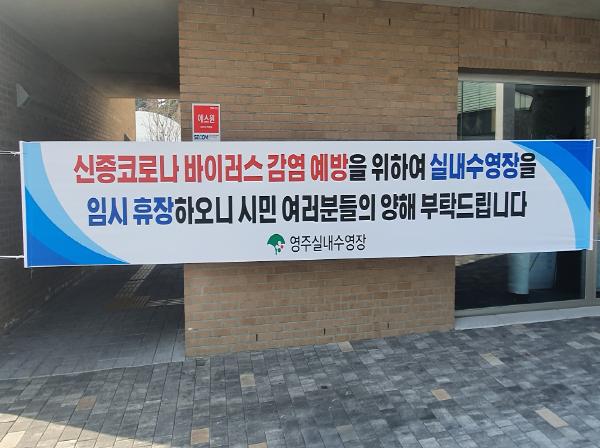 에스원
SECOM
신종코로나 바이러스 감염 예방을 위하여 실내수영장을
임시 휴장하오니 시민 여러분들의 양해 부탁드립니다
영주실내수영장